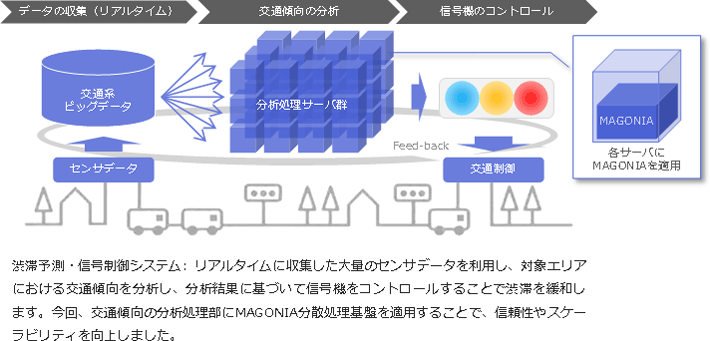 データの収集（リアルタイム）
交通傾向の分析
信号機のコントロール
交通系
ビッグデータ
分析処理サーバ群
MAGONIA
各サーバに
MAGONIAを適用
Feed-back
センサデータ
交通制御
渋滞予測・信号制御システム：リアルタイムに収集した大量のセンサデータを利用し、対象エリア
における交通傾向を分析し、分析結果に基づいて信号機をコントロールすることで渋滞を緩和し
ます。今回、交通傾向の分析処理部にMAGONIA分散処理基盤を適用することで、信頼性やスケー
ラビリティを向上しました。